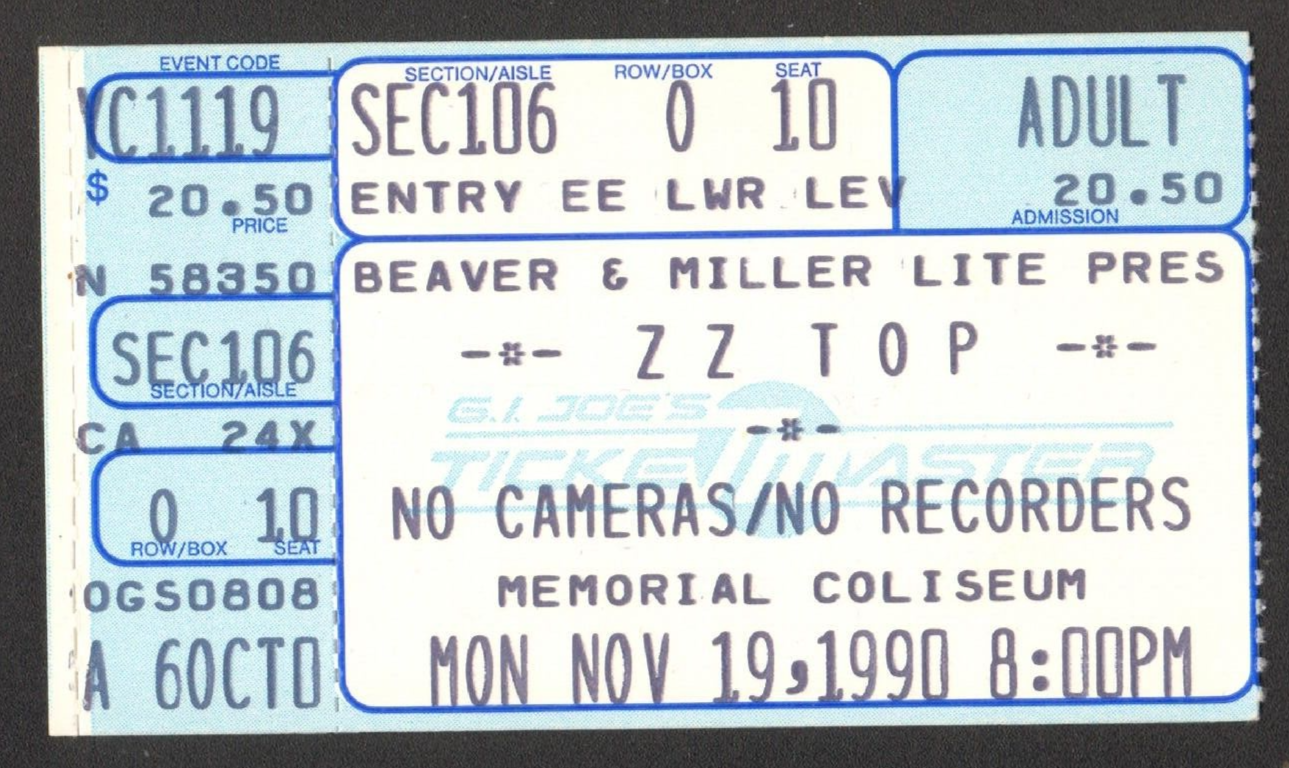 EVENT CODE
YC1119
$ 20.50
PRICE
N 58350
SEC106
SECTION/AISLE
CA 24X
0 10
ROW/BOX SEAT
OGS0808
A 6OCT0
SECTION/AISLE ROW/BOX SEAT
SEC106 0 10
ENTRY EE LWR LEV
ADULT
20.50
ADMISSION
BEAVER & MILLER LITE PRES
-*- ZZ TOP -*-
G.I. JOE'S
-*-
TICKETMASTER
NO CAMERAS/NO RECORDERS
MEMORIAL COLISEUM
MON NOV 19,1990 8:00PM